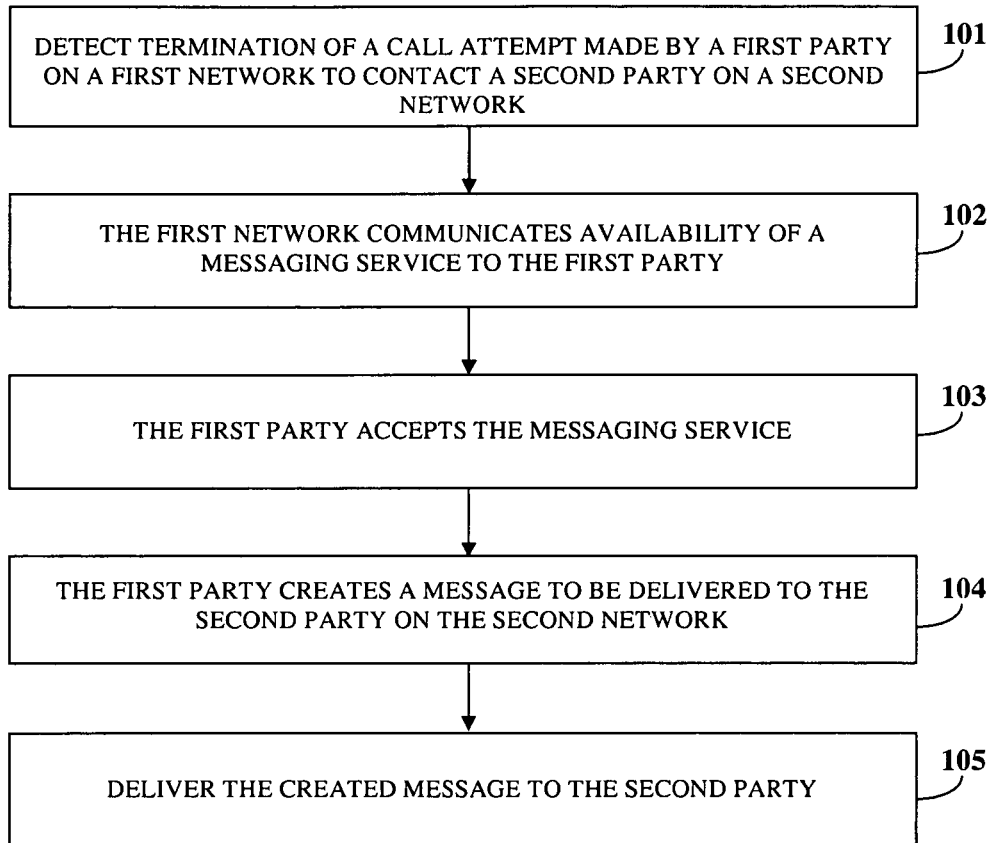 DETECT TERMINATION OF A CALL ATTEMPT MADE BY A FIRST PARTY
ON A FIRST NETWORK TO CONTACT A SECOND PARTY ON A SECOND
NETWORK
101
THE FIRST NETWORK COMMUNICATES AVAILABILITY OF A
MESSAGING SERVICE TO THE FIRST PARTY
102
THE FIRST PARTY ACCEPTS THE MESSAGING SERVICE
103
THE FIRST PARTY CREATES A MESSAGE TO BE DELIVERED TO THE
SECOND PARTY ON THE SECOND NETWORK
104
DELIVER THE CREATED MESSAGE TO THE SECOND PARTY
105